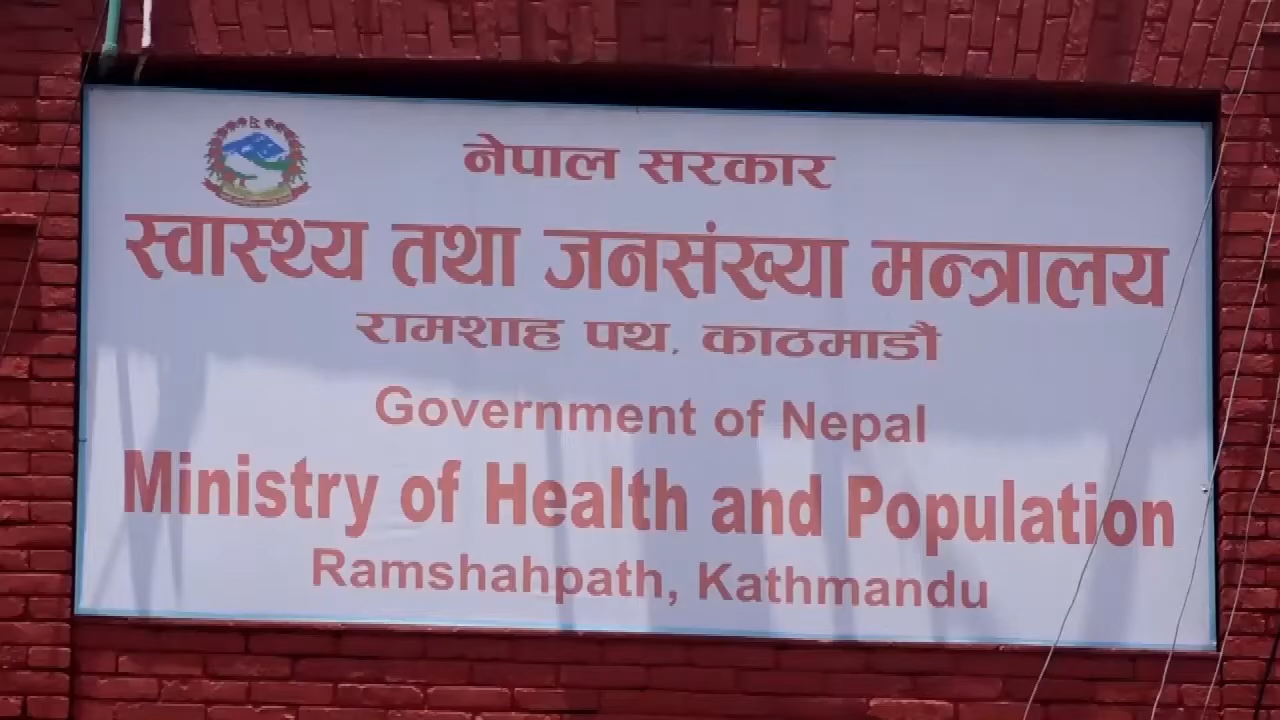 नेपाल सरकार
स्वास्थ्य तथा जनसंख्या मन्त्रालय
रामशाह पथ, काठमाडौं
Government of Nepal
Ministry of Health and Population
Ramshahpath, Kathmandu